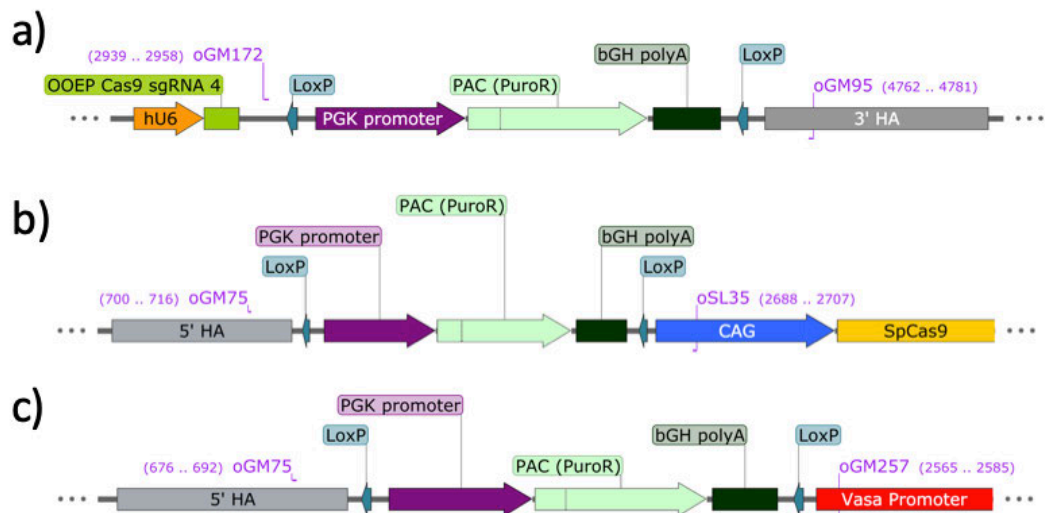 a)
(2939 .. 2958) oGM172
OOEP Cas9 sgRNA 4
LoxP
bGH polyA
LoxP
PAC (PuroR)
oGM95 (4762 .. 4781)
hU6
PGK promoter
3' HA
b)
PAC (PuroR)
PGK promoter
bGH polyA
LoxP
LoxP
(700 .. 716) oGM75
oSL35 (2688 .. 2707)
5' HA
CAG
SpCas9
c)
PGK promoter
LoxP
bGH polyA
LoxP
(676 .. 692) oGM75
PAC (PuroR)
oGM257 (2565 .. 2585)
5' HA
Vasa Promoter